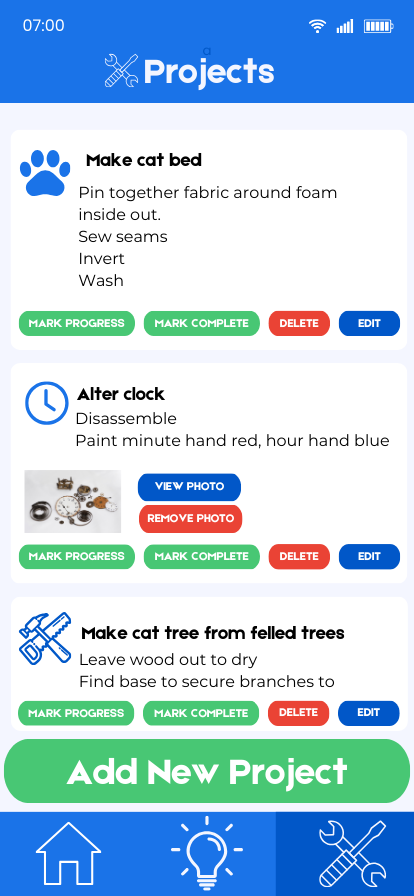 07:00
a
Projects
Make cat bed
Pin together fabric around foam
inside out.
Sew seams
Invert
Wash
MARK PROGRESS MARK COMPLETE DELETE EDIT
Alter clock
Disassemble
Paint minute hand red, hour hand blue
VIEW PHOTO
REMOVE PHOTO
MARK PROGRESS MARK COMPLETE DELETE EDIT
Make cat tree from felled trees
Leave wood out to dry
Find base to secure branches to
MARK PROGRESS MARK COMPLETE DELETE EDIT
Add New Project